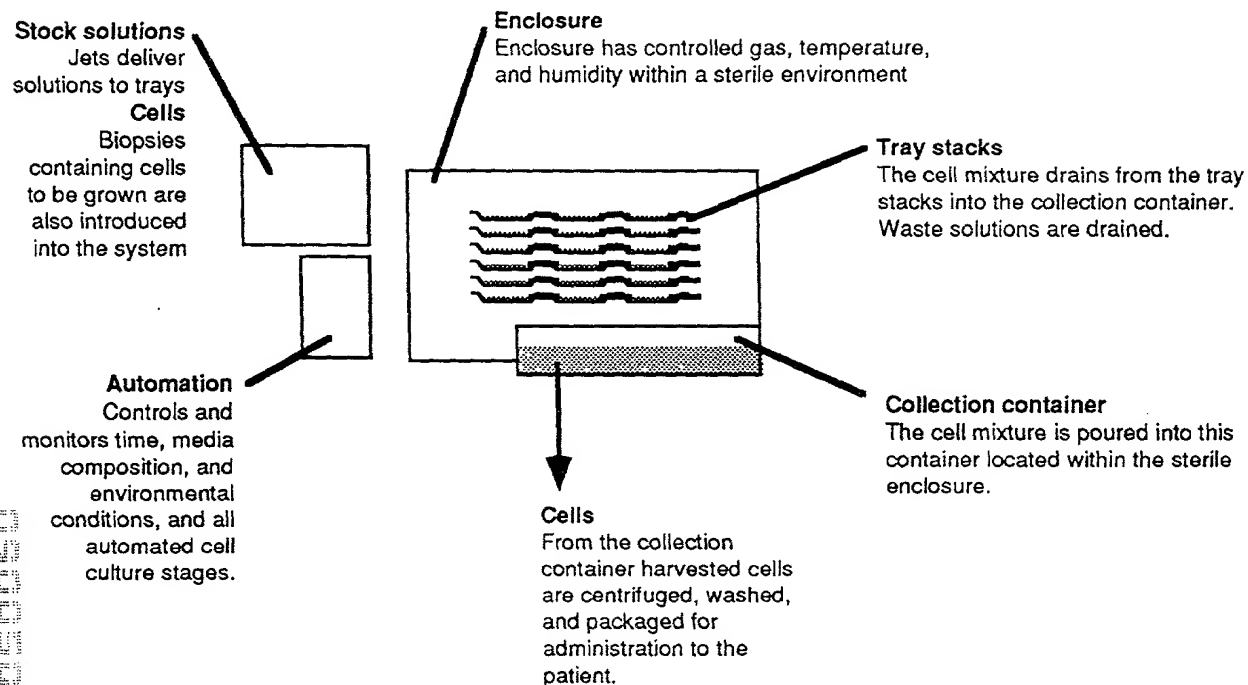 Stock solutions
Jets deliver
solutions to trays
Cells
Biopsies
containing cells
to be grown are
also introduced
into the system
Enclosure
Enclosure has controlled gas, temperature,
and humidity within a sterile environment
Tray stacks
The cell mixture drains from the tray
stacks into the collection container.
Waste solutions are drained.
Automation
Controls and
monitors time, media
composition, and
environmental
conditions, and all
automated cell
culture stages.
Collection container
The cell mixture is poured into this
container located within the sterile
enclosure.
Cells
From the collection
container harvested cells
are centrifuged, washed,
and packaged for
administration to the
patient.